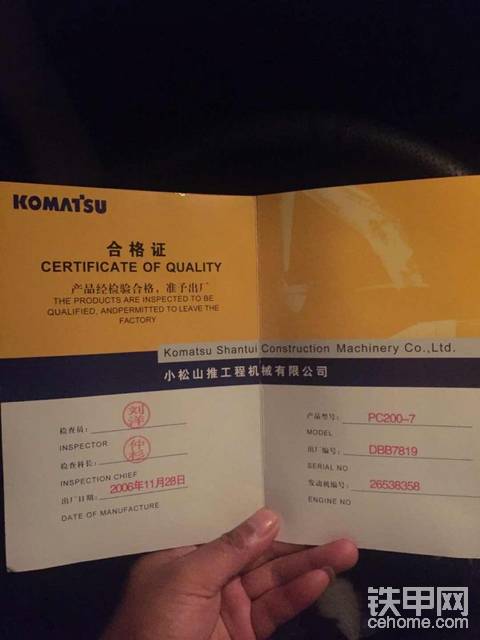 KOMATSU
合格证
CERTIFICATE OF QUALITY
产品经检验合格，准予出厂
THE PRODUCTS ARE INSPECTED TO BE
QUALIFIED, ANDPERMITTED TO LEAVE THE
FACTORY
Komatsu Shantui Construction Machinery Co.,Ltd.
小松山推工程机械有限公司
检查员：刘洋
INSPECTOR
检查科长：仲杉
INSPECTION CHIEF
出厂日期：2006年11月28日
DATE OF MANUFACTURE
产品型号：PC200-7
MODEL
出厂编号：DBB7819
SERIAL NO
发动机编号：26538358
ENGINE NO
铁甲网
cehome.com